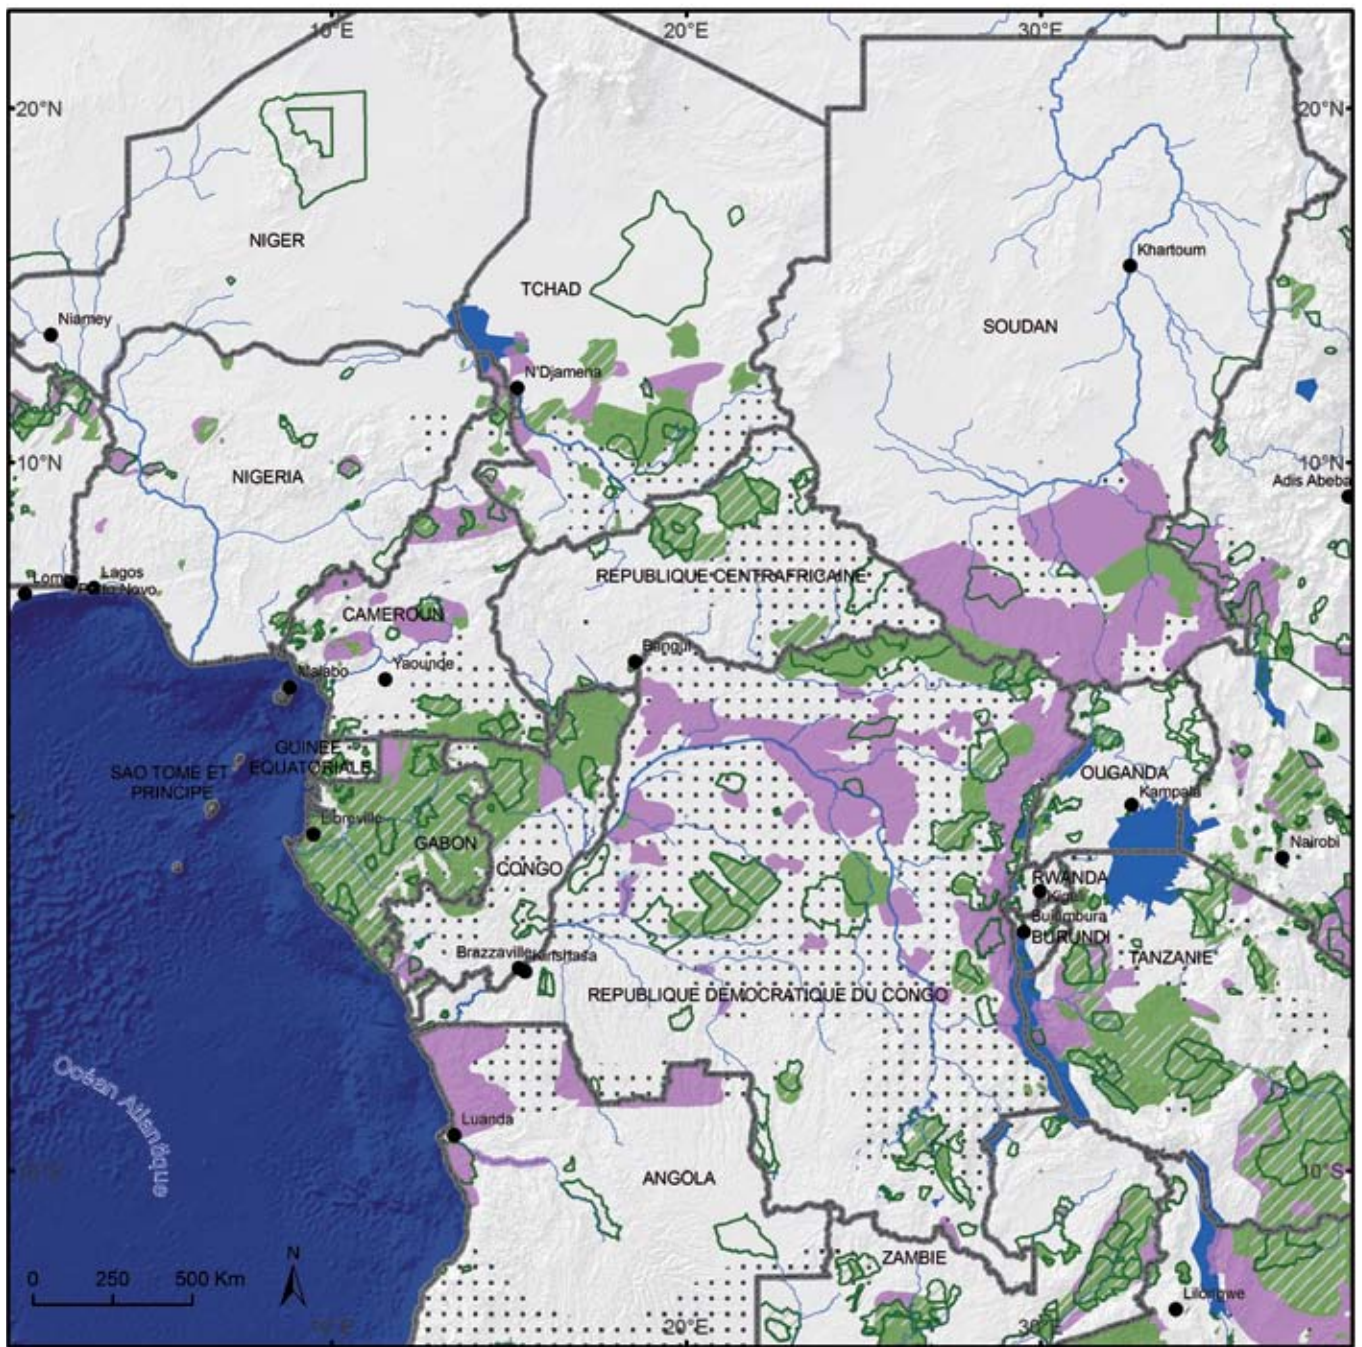 10°E 20°E 30°E
20°N 20°N
Khartoum
NIGER
TCHAD
SOUDAN
Niamey
N'Djamena
10°N 10°N
NIGERIA
Adis Abeba
Lagos
Lome
Porto Novo
REPUBLIQUE CENTRAFRICAINE
CAMEROUN
Bangui
Yaounde
Malabo
GUINEE
EQUATORIALE
SAO TOME ET
PRINCIPE
OUGANDA
Kampala
Libreville
GABON
Nairobi
CONGO
RWANDA
Kigali
Bujumbura
BURUNDI
Brazzaville
Kinshasa
TANZANIE
REPUBLIQUE DEMOCRATIQUE DU CONGO
Océan Atlantique
Luanda
10°S
ANGOLA
N
ZAMBIE
0 250 500 Km
Lilongwe
10°E 20°E 30°E